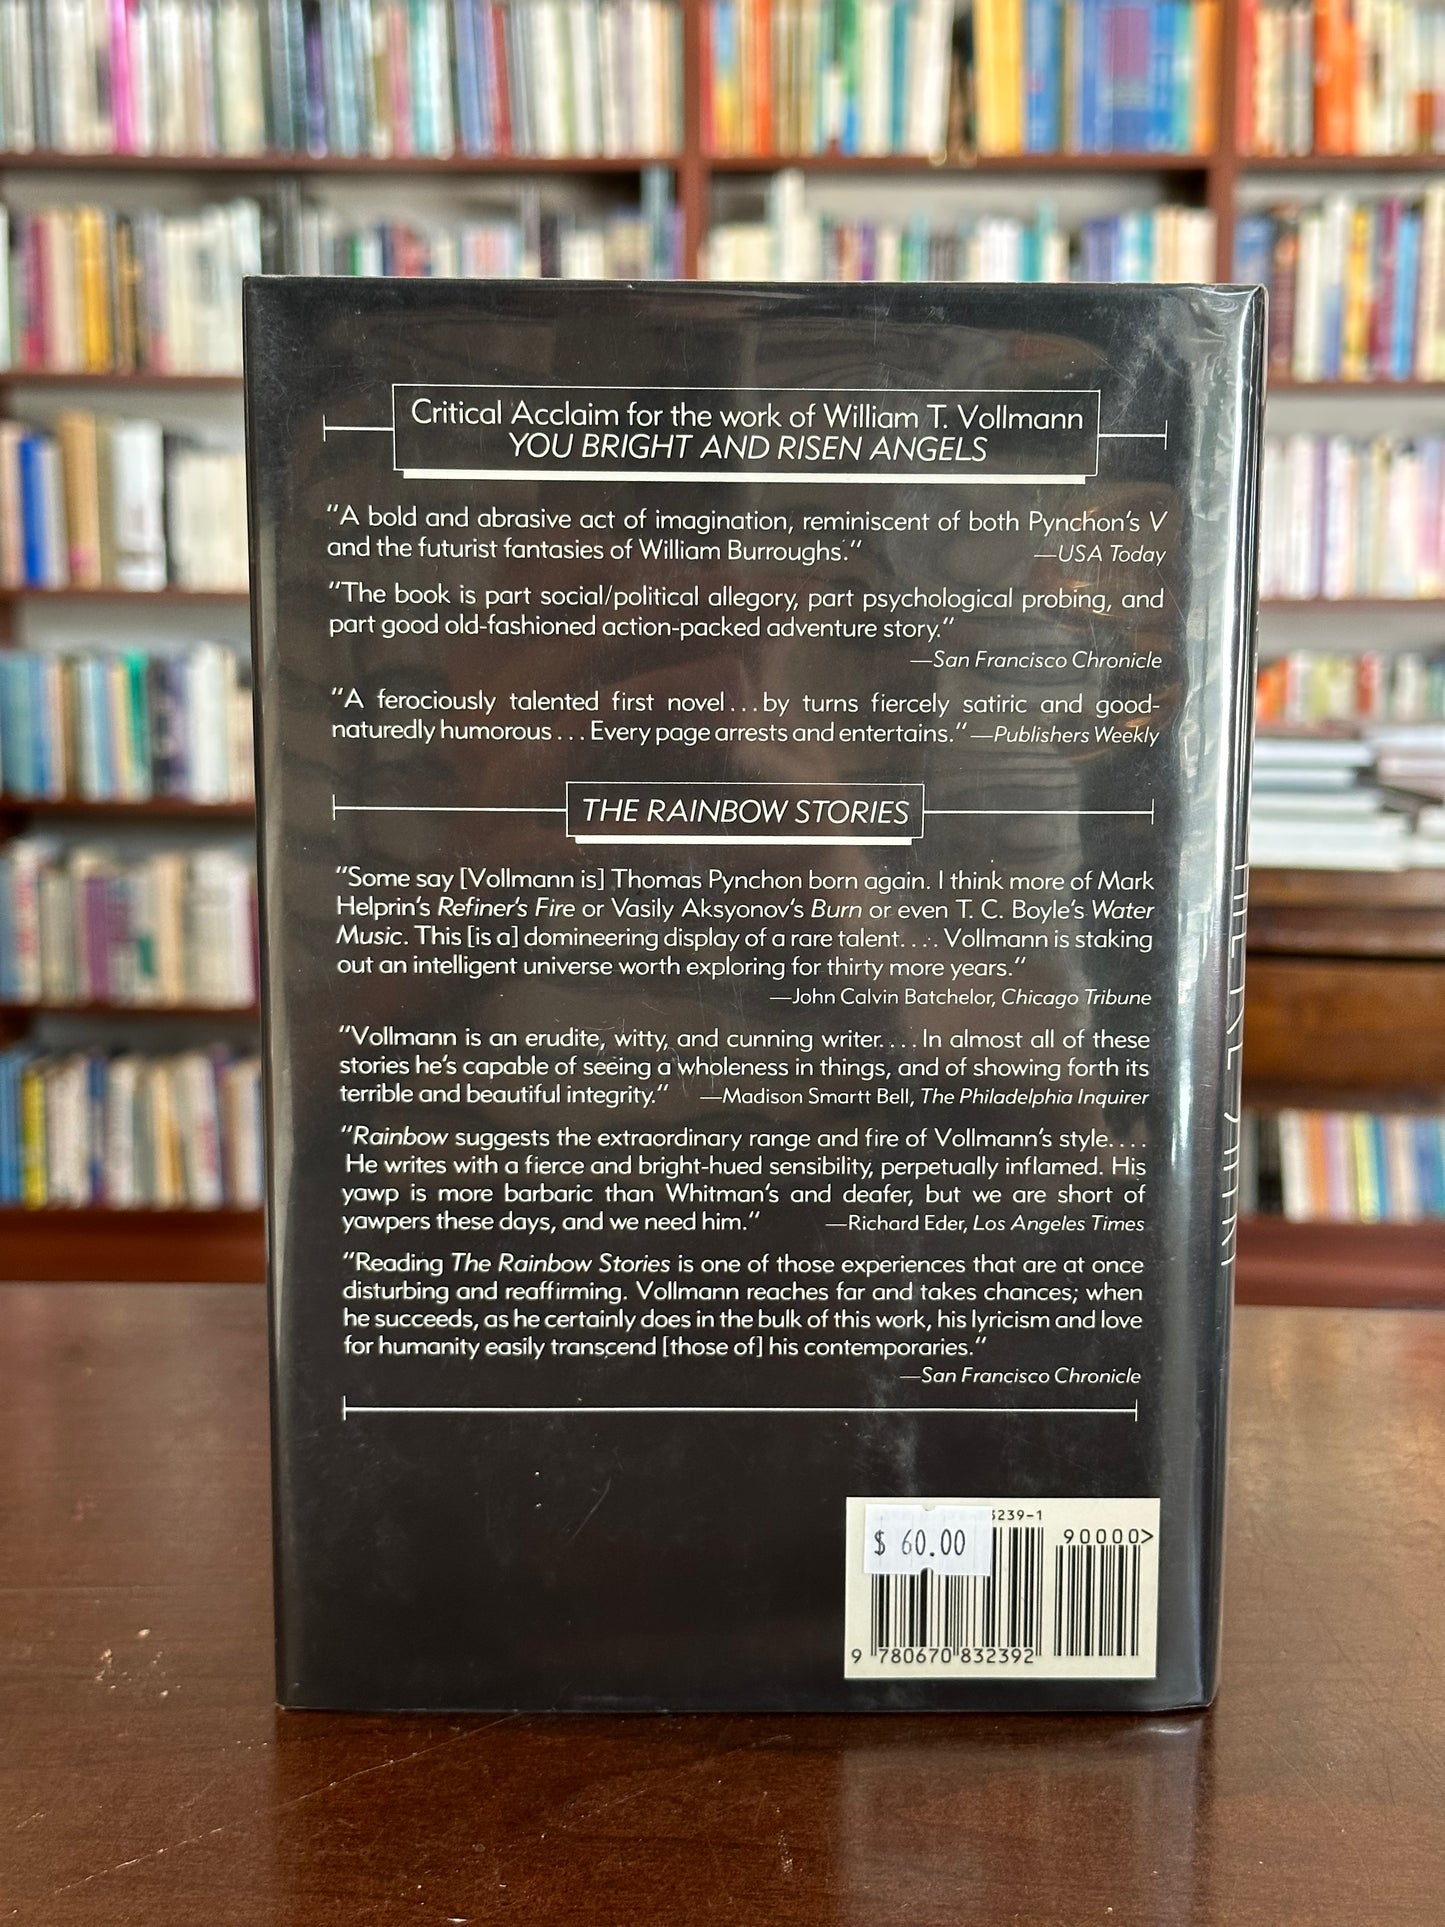 Critical Acclaim for the work of William T. Vollmann
YOU BRIGHT AND RISEN ANGELS
"A bold and abrasive act of imagination, reminiscent of both Pynchon's V
and the futurist fantasies of William Burroughs."
—USA Today
"The book is part social/political allegory, part psychological probing, and
part good old-fashioned action-packed adventure story."
—San Francisco Chronicle
"A ferociously talented first novel...by turns fiercely satiric and good-
naturedly humorous... Every page arrests and entertains." —Publishers Weekly
THE RAINBOW STORIES
"Some say [Vollmann is] Thomas Pynchon born again. I think more of Mark
Helprin's Refiner's Fire or Vasily Aksyonov's Burn or even T. C. Boyle's Water
Music. This [is a] domineering display of a rare talent.... Vollmann is staking
out an intelligent universe worth exploring for thirty more years."
—John Calvin Batchelor, Chicago Tribune
"Vollmann is an erudite, witty, and cunning writer.... In almost all of these
stories he's capable of seeing a wholeness in things, and of showing forth its
terrible and beautiful integrity." —Madison Smartt Bell, The Philadelphia Inquirer
"Rainbow suggests the extraordinary range and fire of Vollmann's style....
He writes with a fierce and bright-hued sensibility, perpetually inflamed. His
yawp is more barbaric than Whitman's and deafer, but we are short of
yawpers these days, and we need him." —Richard Eder, Los Angeles Times
"Reading The Rainbow Stories is one of those experiences that are at once
disturbing and reaffirming. Vollmann reaches far and takes chances; when
he succeeds, as he certainly does in the bulk of this work, his lyricism and love
for humanity easily transcend [those of] his contemporaries."
—San Francisco Chronicle
3239-1
90000>
$ 60.00
9 780670 832392